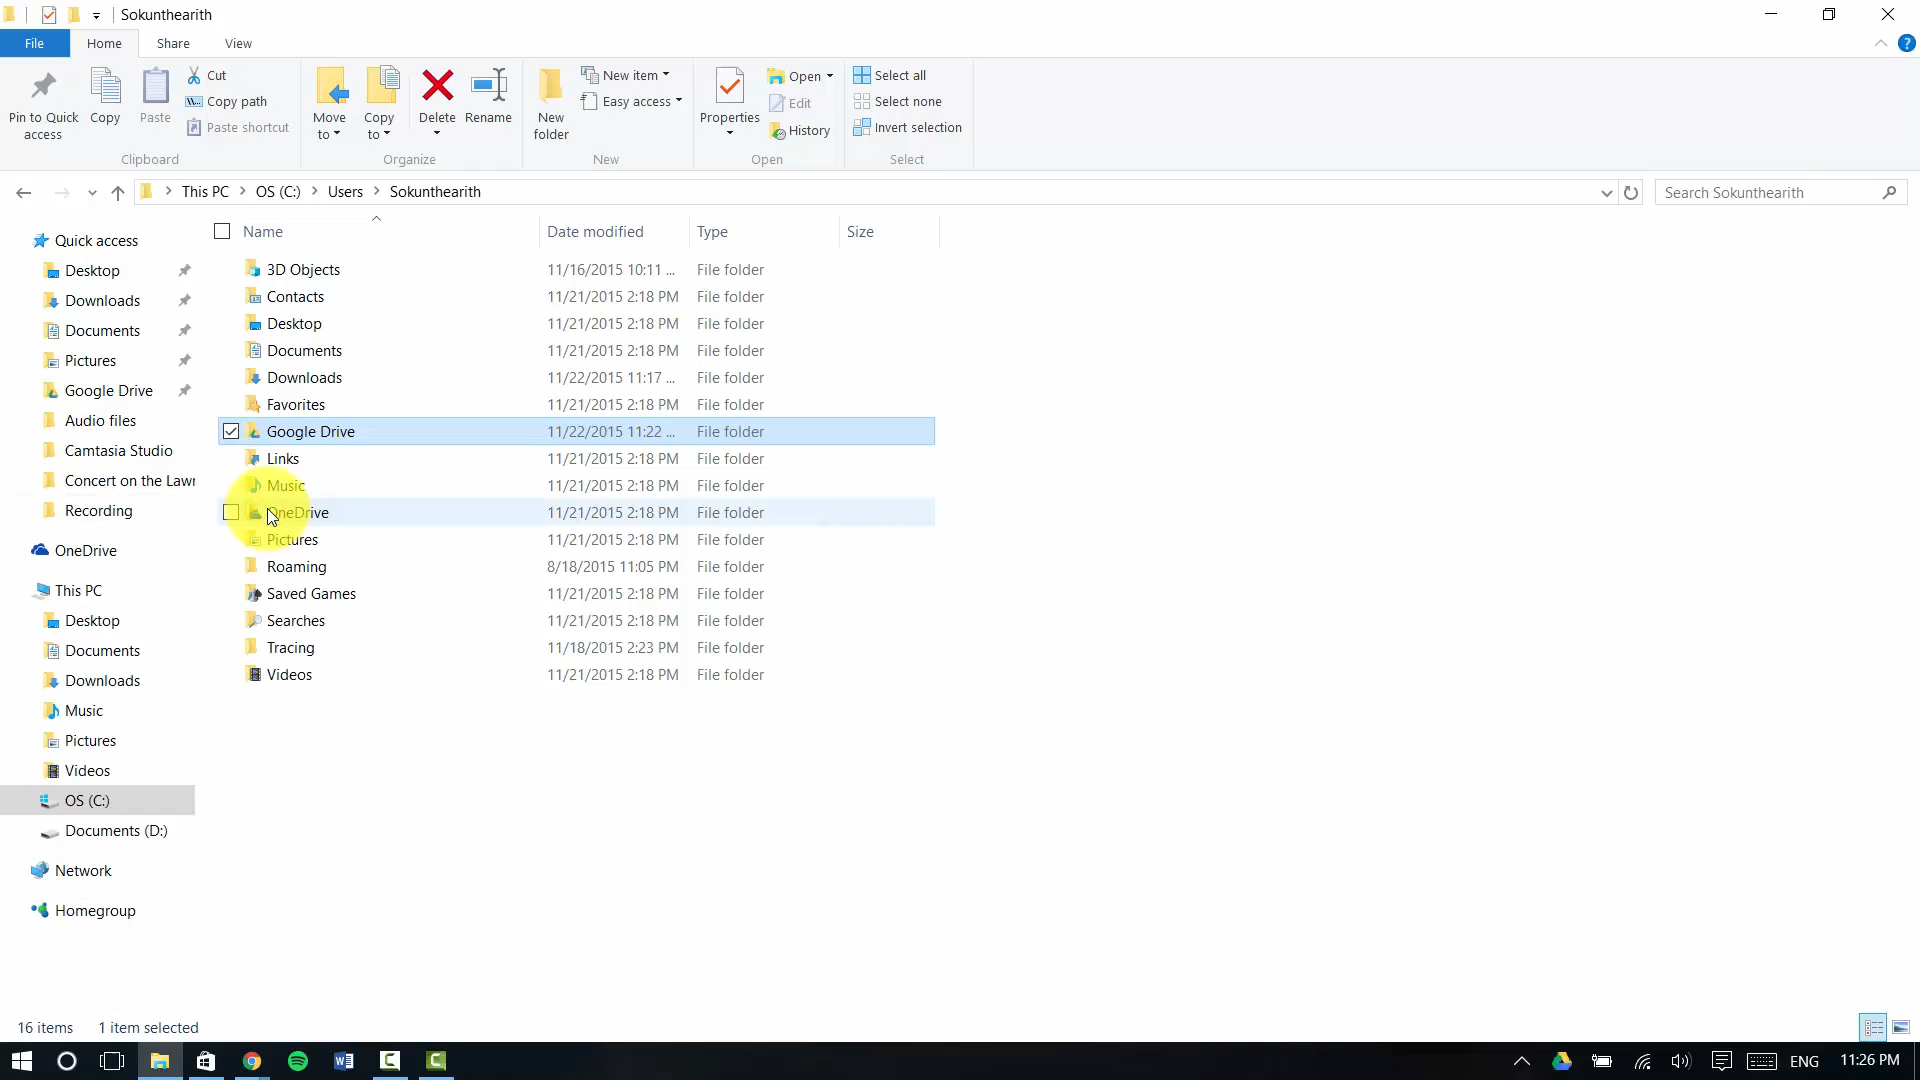 Sokunthearith
File Home Share View
Pin to Quick access
Copy
Paste
Cut
Copy path
Paste shortcut
Clipboard
Move to
Copy to
Delete
Rename
Organize
New folder
New item
Easy access
New
Properties
Open
Edit
History
Open
Select all
Select none
Invert selection
Select
This PC > OS (C:) > Users > Sokunthearith
Search Sokunthearith
Quick access
Desktop
Downloads
Documents
Pictures
Google Drive
Audio files
Camtasia Studio
Concert on the Lawn
Recording
OneDrive
This PC
Desktop
Documents
Downloads
Music
Pictures
Videos
OS (C:)
Documents (D:)
Network
Homegroup
Name Date modified Type Size
3D Objects 11/16/2015 10:11 ... File folder
Contacts 11/21/2015 2:18 PM File folder
Desktop 11/21/2015 2:18 PM File folder
Documents 11/21/2015 2:18 PM File folder
Downloads 11/22/2015 11:17 ... File folder
Favorites 11/21/2015 2:18 PM File folder
Google Drive 11/22/2015 11:22 ... File folder
Links 11/21/2015 2:18 PM File folder
Music 11/21/2015 2:18 PM File folder
OneDrive 11/21/2015 2:18 PM File folder
Pictures 11/21/2015 2:18 PM File folder
Roaming 8/18/2015 11:05 PM File folder
Saved Games 11/21/2015 2:18 PM File folder
Searches 11/21/2015 2:18 PM File folder
Tracing 11/18/2015 2:23 PM File folder
Videos 11/21/2015 2:18 PM File folder
16 items 1 item selected
ENG 11:26 PM